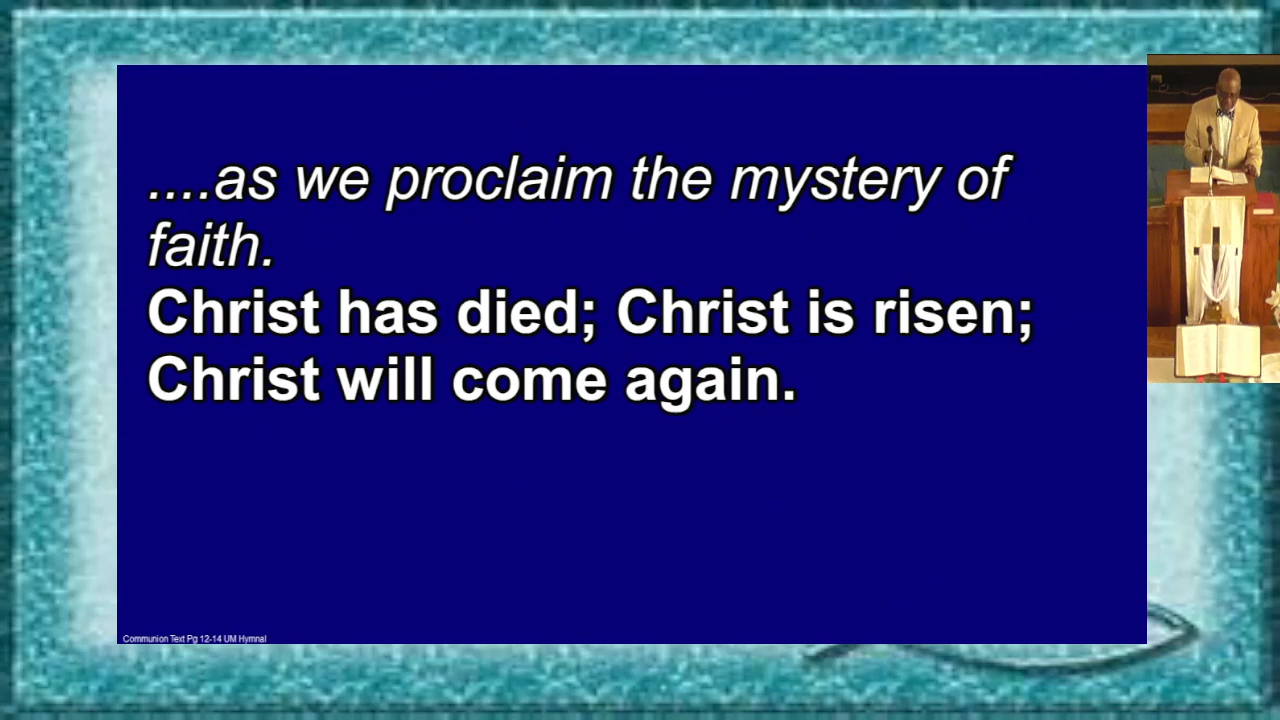 ....as we proclaim the mystery of
faith.
Christ has died; Christ is risen;
Christ will come again.
Communion Text Pg 12-14 UM Hymnal